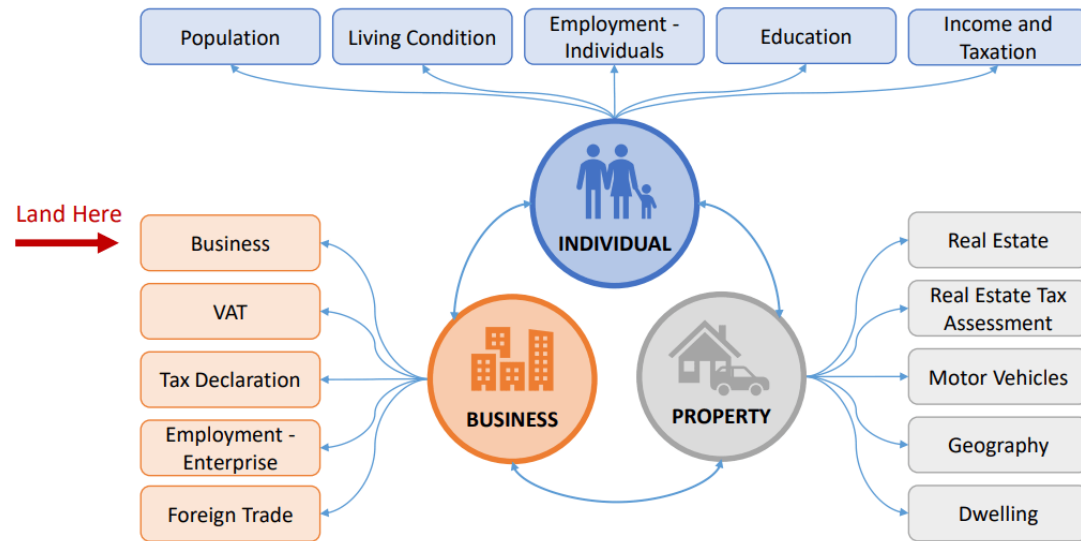 Population
Living Condition
Employment -
Individuals
Education
Income and
Taxation
INDIVIDUAL
Land Here
Business
VAT
Tax Declaration
Employment -
Enterprise
Foreign Trade
BUSINESS
PROPERTY
Real Estate
Real Estate Tax
Assessment
Motor Vehicles
Geography
Dwelling